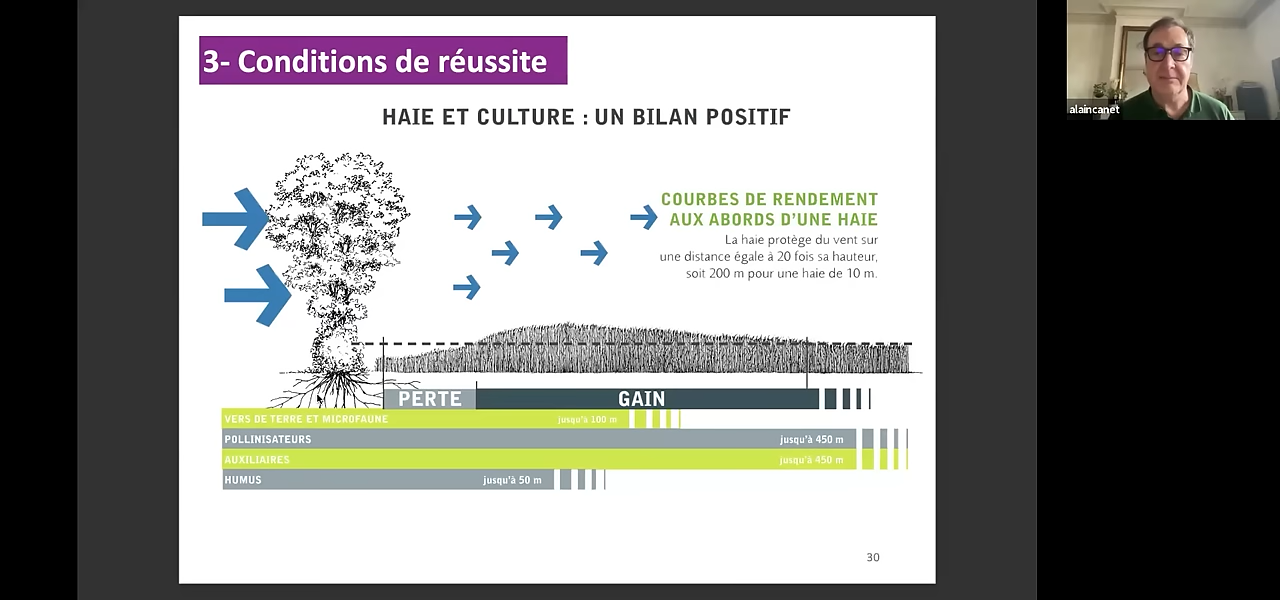 3- Conditions de réussite
HAIE ET CULTURE : UN BILAN POSITIF
COURBES DE RENDEMENT
AUX ABORDS D'UNE HAIE
La haie protège du vent sur
une distance égale à 20 fois sa hauteur,
soit 200 m pour une haie de 10 m.
PERTE GAIN
VERS DE TERRE ET MICROFAUNE jusqu'à 100 m
POLLINISATEURS jusqu'à 450 m
AUXILIAIRES jusqu'à 450 m
HUMUS jusqu'à 50 m
30
alaincanet